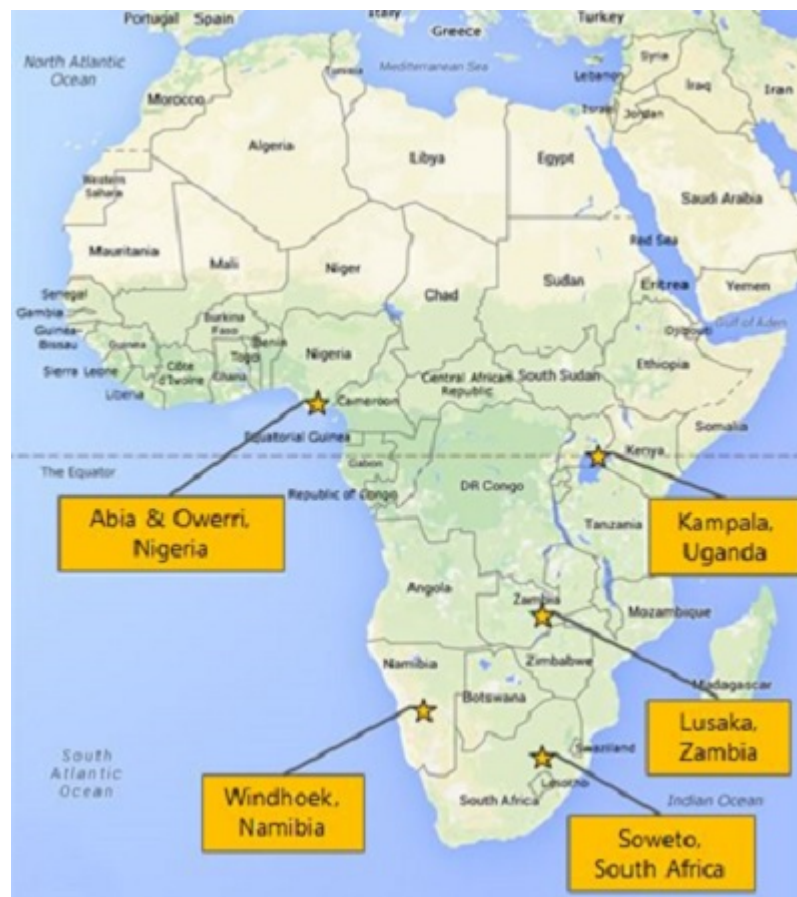 Portugal Spain
Italy
Greece
Turkey
North Atlantic
Ocean
Tunisia
Mediterranean Sea
Syria
Lebanon
Iraq
Iran
Israel
Jordan
Morocco
Algeria
Libya
Egypt
Western
Sahara
Saudi Arabia
Mauritania
Mali
Niger
Chad
Sudan
Red Sea
Eritrea
Yemen
Senegal
Gambia
Guinea-
Bissau
Guinea
Burkina
Faso
Benin
Togo
Nigeria
Djibouti
Gulf of Aden
Sierra Leone
Côte
d'Ivoire
Ghana
Liberia
Cameroon
Central African
Republic
South Sudan
Ethiopia
Somalia
Equatorial Guinea
Gabon
Kenya
The Equator
Republic of Congo
DR Congo
Abia & Owerri,
Nigeria
Kampala,
Uganda
Tanzania
Angola
Zambia
Mozambique
Namibia
Zimbabwe
Botswana
Madagascar
Lusaka,
Zambia
South
Atlantic
Ocean
Swaziland
Lesotho
Windhoek,
Namibia
South Africa
Indian Ocean
Soweto,
South Africa